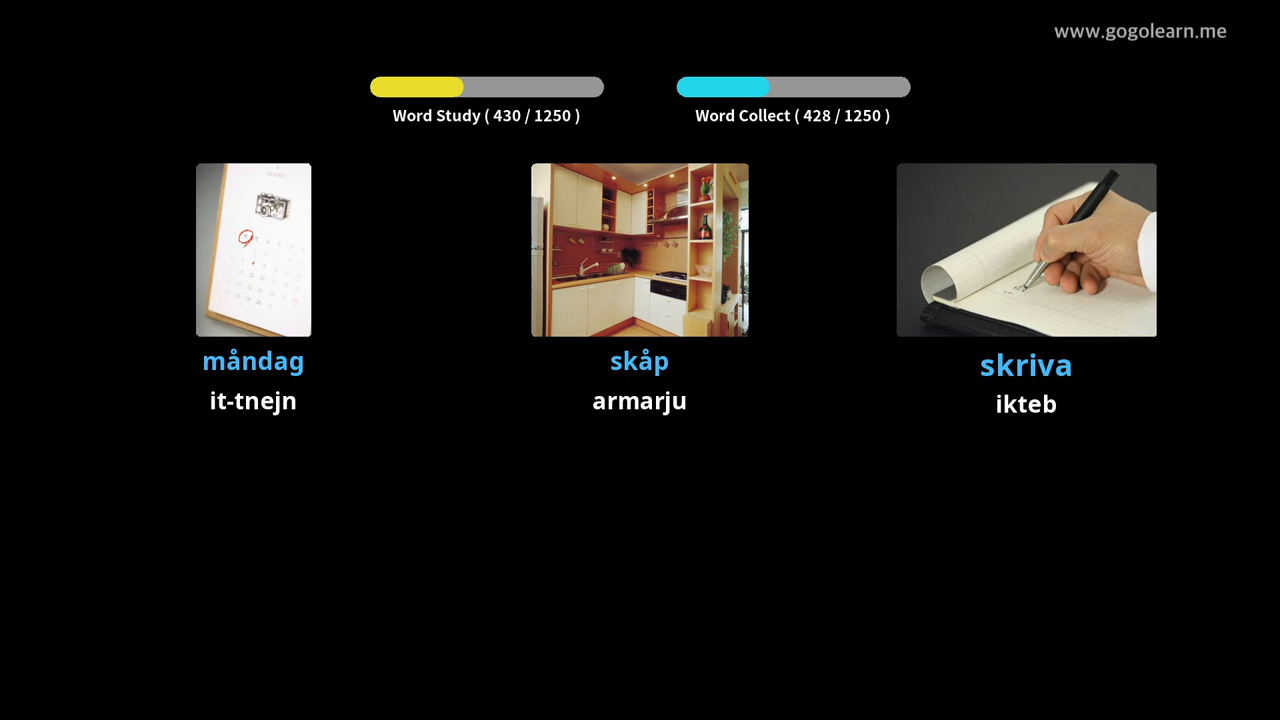 www.gogolearn.me
Word Study ( 430 / 1250 )
Word Collect ( 428 / 1250 )
måndag
skåp
skriva
it-tnejn
armarju
ikteb